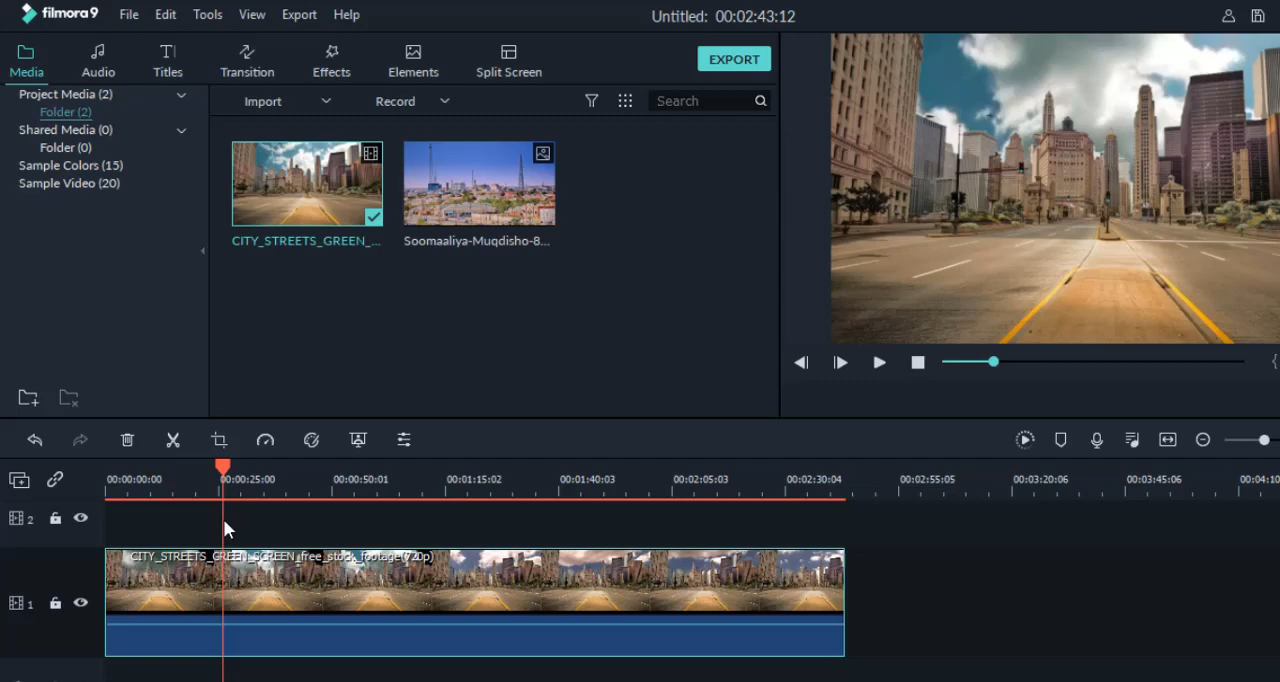 filmora9 File Edit Tools View Export Help Untitled: 00:02:43:12
Media Audio Titles Transition Effects Elements Split Screen EXPORT
Project Media (2)
Folder (2)
Shared Media (0)
Folder (0)
Sample Colors (15)
Sample Video (20)
Import Record Search
CITY_STREETS_GREEN_...
Soomaaliya-Muqdisho-8...
00:00:00:00 00:00:25:00 00:00:50:01 00:01:15:02 00:01:40:03 00:02:05:03 00:02:30:04 00:02:55:05 00:03:20:06 00:03:45:06 00:04:10
2
CITY_STREETS_GREEN_SCREEN_free_stock_footage(720p)
1